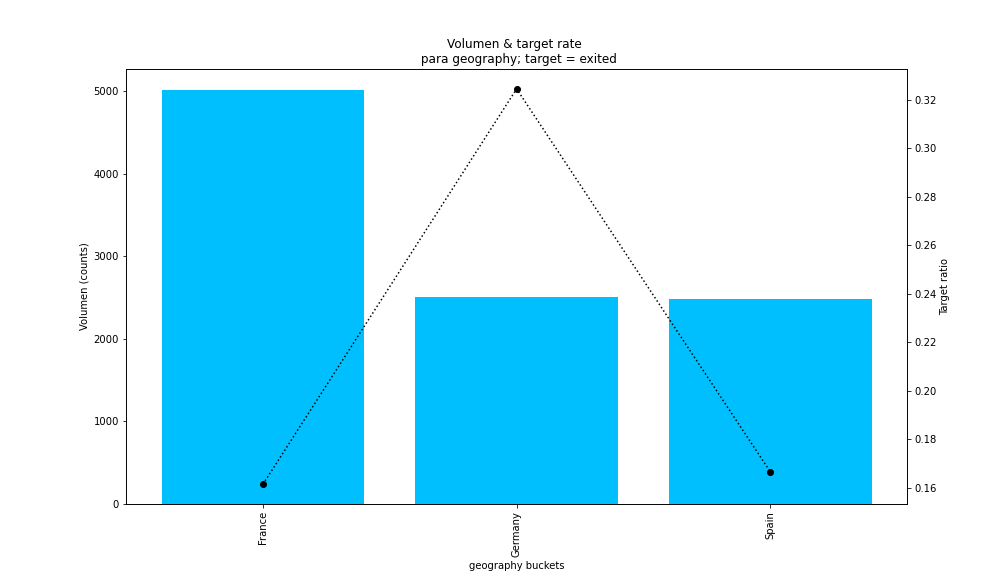 Volumen & target rate
para geography; target = exited
Volumen (counts)
5000
4000
3000
2000
1000
0
0.32
0.30
0.28
0.26
0.24
0.22
0.20
0.18
0.16
Target ratio
France
Germany
Spain
geography buckets